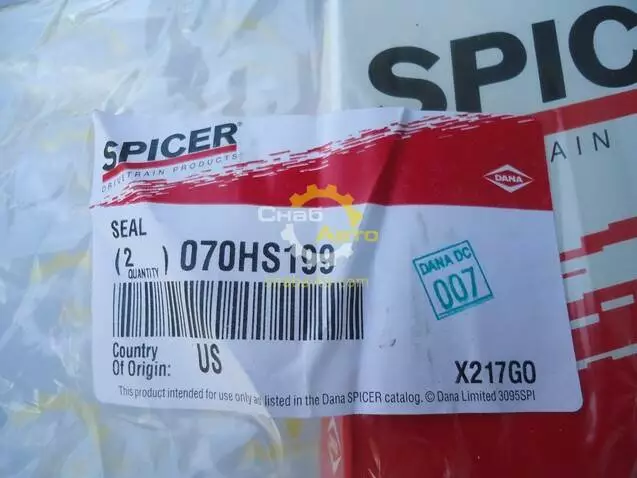 SPICER
AIN
SPICER®
DRIVETRAIN PRODUCTS
DANA
СНАБ
АВТО
SEAL
(2) 070HS199
QUANTITY
DANA DC
007
Country
Of Origin: US
X217G0
This product intended for use only as listed in the Dana SPICER catalog. © Dana Limited 3095SPI